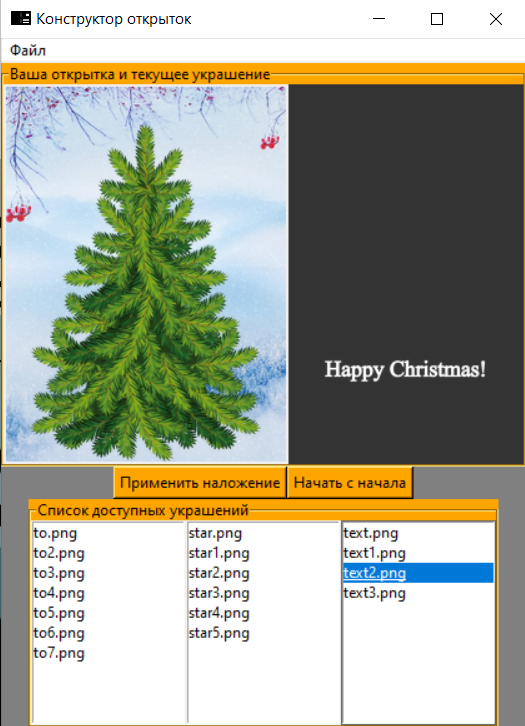 Конструктор открыток
Файл
Ваша открытка и текущее украшение
Happy Christmas!
Применить наложение
Начать с начала
Список доступных украшений
to.png
to2.png
to3.png
to4.png
to5.png
to6.png
to7.png
star.png
star1.png
star2.png
star3.png
star4.png
star5.png
text.png
text1.png
text2.png
text3.png